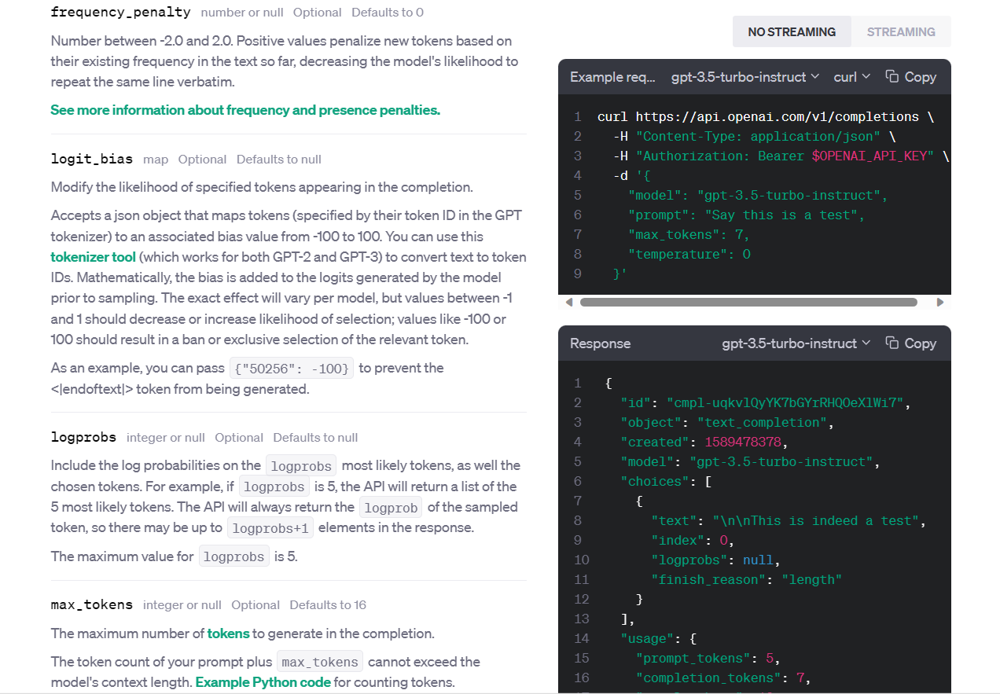 frequency_penalty number or null Optional Defaults to 0
Number between -2.0 and 2.0. Positive values penalize new tokens based on
their existing frequency in the text so far, decreasing the model's likelihood to
repeat the same line verbatim.
See more information about frequency and presence penalties.
logit_bias map Optional Defaults to null
Modify the likelihood of specified tokens appearing in the completion.
Accepts a json object that maps tokens (specified by their token ID in the GPT
tokenizer) to an associated bias value from -100 to 100. You can use this
tokenizer tool (which works for both GPT-2 and GPT-3) to convert text to token
IDs. Mathematically, the bias is added to the logits generated by the model
prior to sampling. The exact effect will vary per model, but values between -1
and 1 should decrease or increase likelihood of selection; values like -100 or
100 should result in a ban or exclusive selection of the relevant token.
As an example, you can pass {"50256": -100} to prevent the
<|endoftext|> token from being generated.
logprobs integer or null Optional Defaults to null
Include the log probabilities on the logprobs most likely tokens, as well the
chosen tokens. For example, if logprobs is 5, the API will return a list of the
5 most likely tokens. The API will always return the logprob of the sampled
token, so there may be up to logprobs+1 elements in the response.
The maximum value for logprobs is 5.
max_tokens integer or null Optional Defaults to 16
The maximum number of tokens to generate in the completion.
The token count of your prompt plus max_tokens cannot exceed the
model's context length. Example Python code for counting tokens.
NO STREAMING STREAMING
Example req... gpt-3.5-turbo-instruct curl Copy
1 curl https://api.openai.com/v1/completions \
2 -H "Content-Type: application/json" \
3 -H "Authorization: Bearer $OPENAI_API_KEY" \
4 -d '{
5 "model": "gpt-3.5-turbo-instruct",
6 "prompt": "Say this is a test",
7 "max_tokens": 7,
8 "temperature": 0
9 }'
Response gpt-3.5-turbo-instruct Copy
1 {
2 "id": "cmpl-uqkvlQyYK7bGYrRHQ0eXlWi7",
3 "object": "text_completion",
4 "created": 1589478378,
5 "model": "gpt-3.5-turbo-instruct",
6 "choices": [
7 {
8 "text": "\n\nThis is indeed a test",
9 "index": 0,
10 "logprobs": null,
11 "finish_reason": "length"
12 }
13 ],
14 "usage": {
15 "prompt_tokens": 5,
16 "completion_tokens": 7,